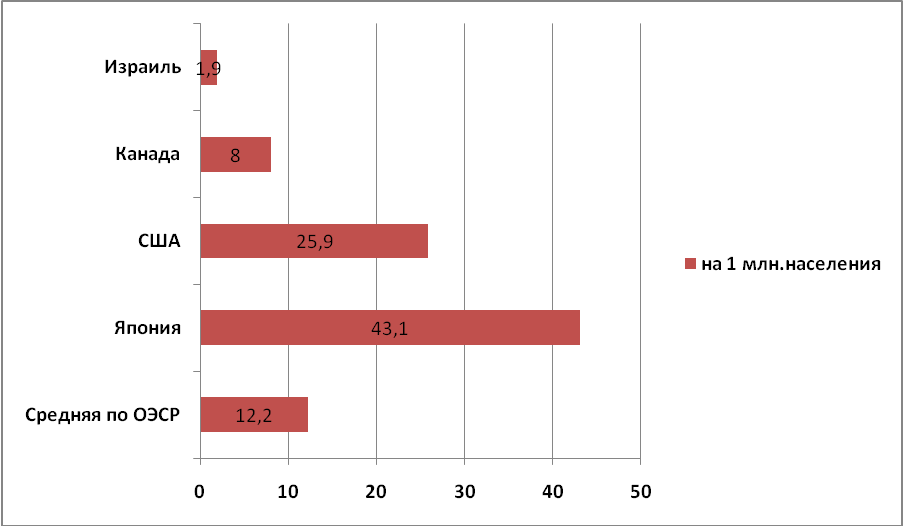 Израиль
1,9
Канада
8
США
25,9
на 1 млн.населения
Япония
43,1
Средняя по ОЭСР
12,2
0 10 20 30 40 50